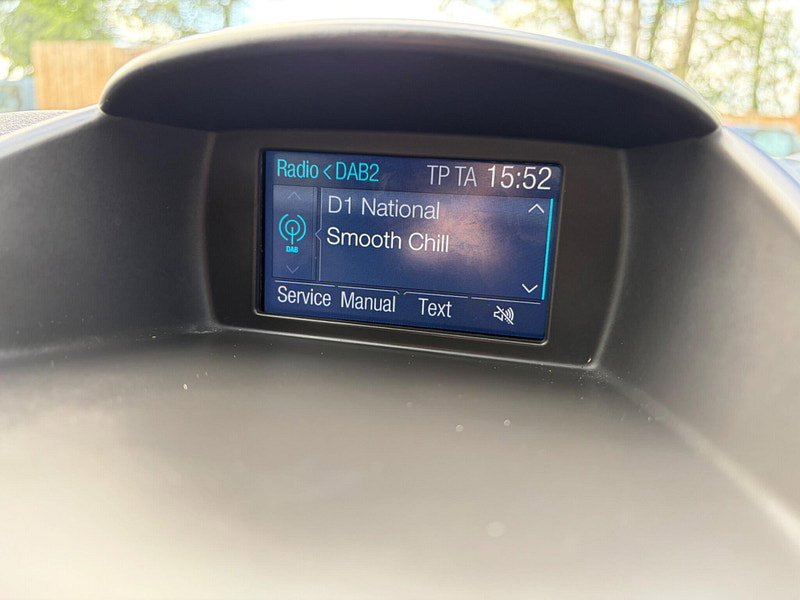 Radio < DAB2 TP TA 15:52
D1 National
Smooth Chill
DAB
Service Manual Text